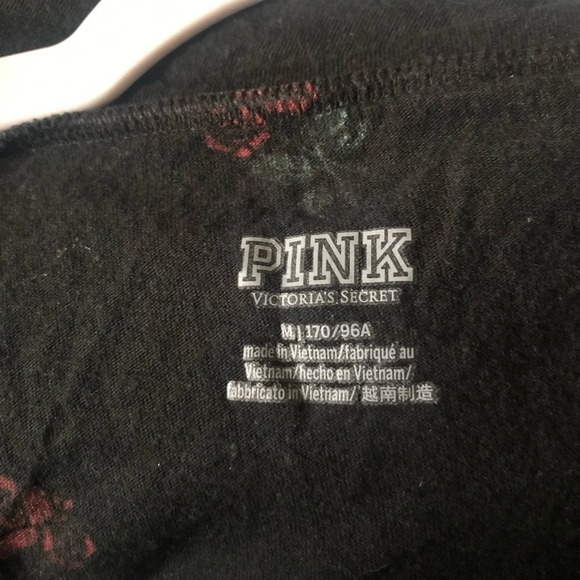 PINK
VICTORIA'S SECRET
M | 170/96A
made in Vietnam/fabriqué au
Vietnam/hecho en Vietnam/
fabbricato in Vietnam/越南制造